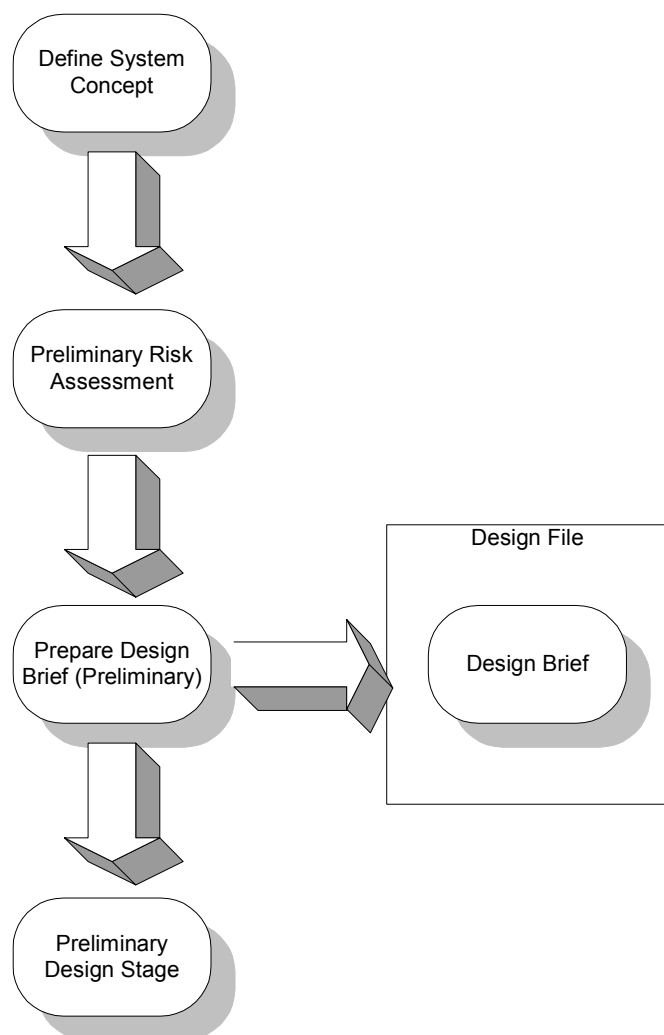 Define System
Concept
Preliminary Risk
Assessment
Design File
Prepare Design
Brief (Preliminary)
Design Brief
Preliminary
Design Stage